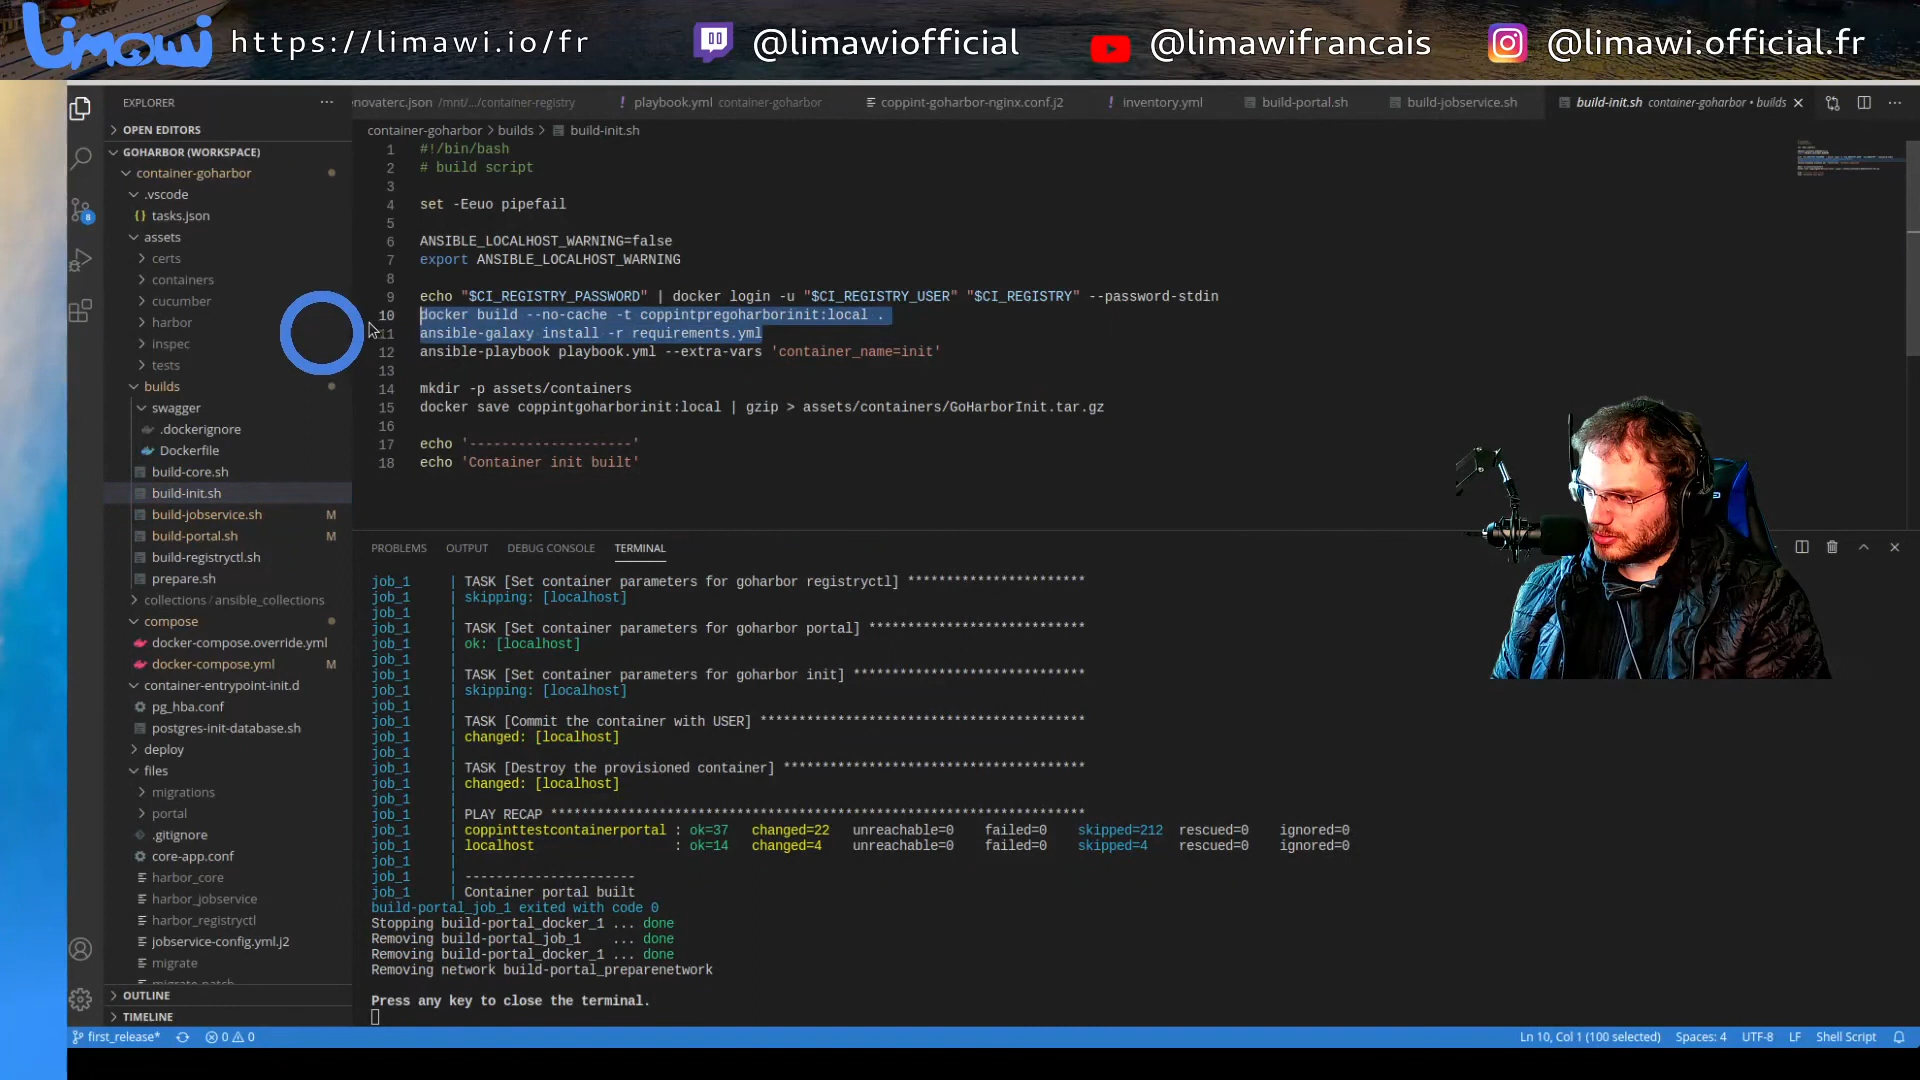 Limawi https://limawi.io/fr @limawiofficial @limawifrancais @limawi.official.fr
EXPLORER ···
OPEN EDITORS
GOHARBOR (WORKSPACE)
container-goharbor
.vscode
{} tasks.json
assets
certs
containers
cucumber
harbor
inspec
tests
builds
swagger
.dockerignore
Dockerfile
build-core.sh
build-init.sh
build-jobservice.sh M
build-portal.sh M
build-registryctl.sh
prepare.sh
collections / ansible_collections
compose
docker-compose.override.yml
docker-compose.yml M
container-entrypoint-init.d
pg_hba.conf
postgres-init-database.sh
deploy
files
migrations
portal
.gitignore
core-app.conf
harbor_core
harbor_jobservice
harbor_registryctl
jobservice-config.yml.j2
migrate
OUTLINE
TIMELINE
8
novaterc.json /mnt/.../container-registry ! playbook.yml container-goharbor coppint-goharbor-nginx.conf.j2 ! inventory.yml build-portal.sh build-jobservice.sh build-init.sh container-goharbor • builds
container-goharbor > builds > build-init.sh
1 #!/bin/bash
2 # build script
3
4 set -Eeuo pipefail
5
6 ANSIBLE_LOCALHOST_WARNING=false
7 export ANSIBLE_LOCALHOST_WARNING
8
9 echo "$CI_REGISTRY_PASSWORD" | docker login -u "$CI_REGISTRY_USER" "$CI_REGISTRY" --password-stdin
10 docker build --no-cache -t coppintpregoharborinit:local .
11 ansible-galaxy install -r requirements.yml
12 ansible-playbook playbook.yml --extra-vars 'container_name=init'
13
14 mkdir -p assets/containers
15 docker save coppintgoharborinit:local | gzip > assets/containers/GoHarborInit.tar.gz
16
17 echo '--------------------'
18 echo 'Container init built'
PROBLEMS OUTPUT DEBUG CONSOLE TERMINAL
job_1 | TASK [Set container parameters for goharbor registryctl] ***********************
job_1 | skipping: [localhost]
job_1 |
job_1 | TASK [Set container parameters for goharbor portal] ****************************
job_1 | ok: [localhost]
job_1 |
job_1 | TASK [Set container parameters for goharbor init] ******************************
job_1 | skipping: [localhost]
job_1 |
job_1 | TASK [Commit the container with USER] ******************************************
job_1 | changed: [localhost]
job_1 |
job_1 | TASK [Destroy the provisioned container] ***************************************
job_1 | changed: [localhost]
job_1 |
job_1 | PLAY RECAP *********************************************************************
job_1 | coppinttestcontainerportal : ok=37 changed=22 unreachable=0 failed=0 skipped=212 rescued=0 ignored=0
job_1 | localhost : ok=14 changed=4 unreachable=0 failed=0 skipped=4 rescued=0 ignored=0
job_1 |
job_1 | ----------------------
job_1 | Container portal built
build-portal_job_1 exited with code 0
Stopping build-portal_docker_1 ... done
Removing build-portal_job_1 ... done
Removing build-portal_docker_1 ... done
Removing network build-portal_preparenetwork
Press any key to close the terminal.
first_release* 0 0 Ln 10, Col 1 (100 selected) Spaces: 4 UTF-8 LF Shell Script